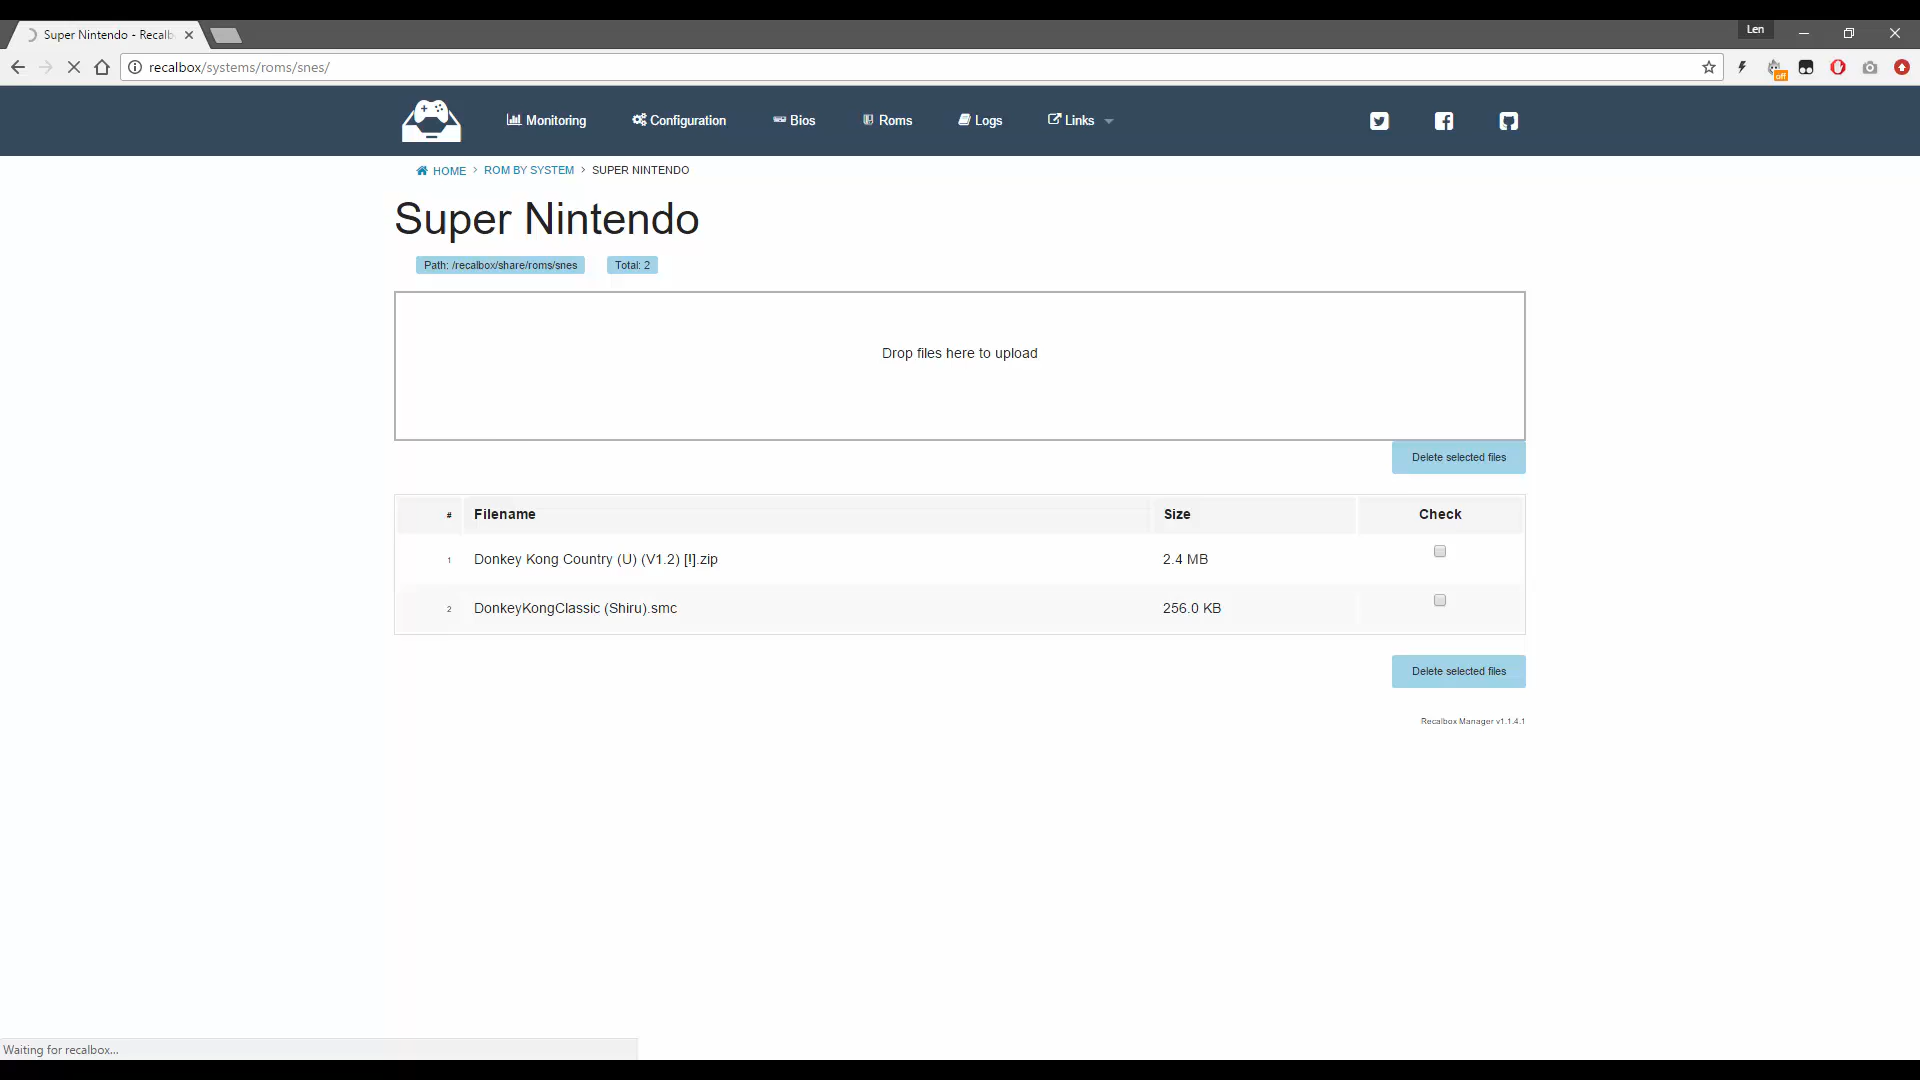 Super Nintendo - Recalb
Len
recalbox/systems/roms/snes/
off
Monitoring
Configuration
Bios
Roms
Logs
Links
HOME > ROM BY SYSTEM > SUPER NINTENDO
Super Nintendo
Path: /recalbox/share/roms/snes
Total: 2
Drop files here to upload
Delete selected files
# Filename Size Check
1 Donkey Kong Country (U) (V1.2) [!].zip 2.4 MB
2 DonkeyKongClassic (Shiru).smc 256.0 KB
Delete selected files
Recalbox Manager v1.1.4.1
Waiting for recalbox...